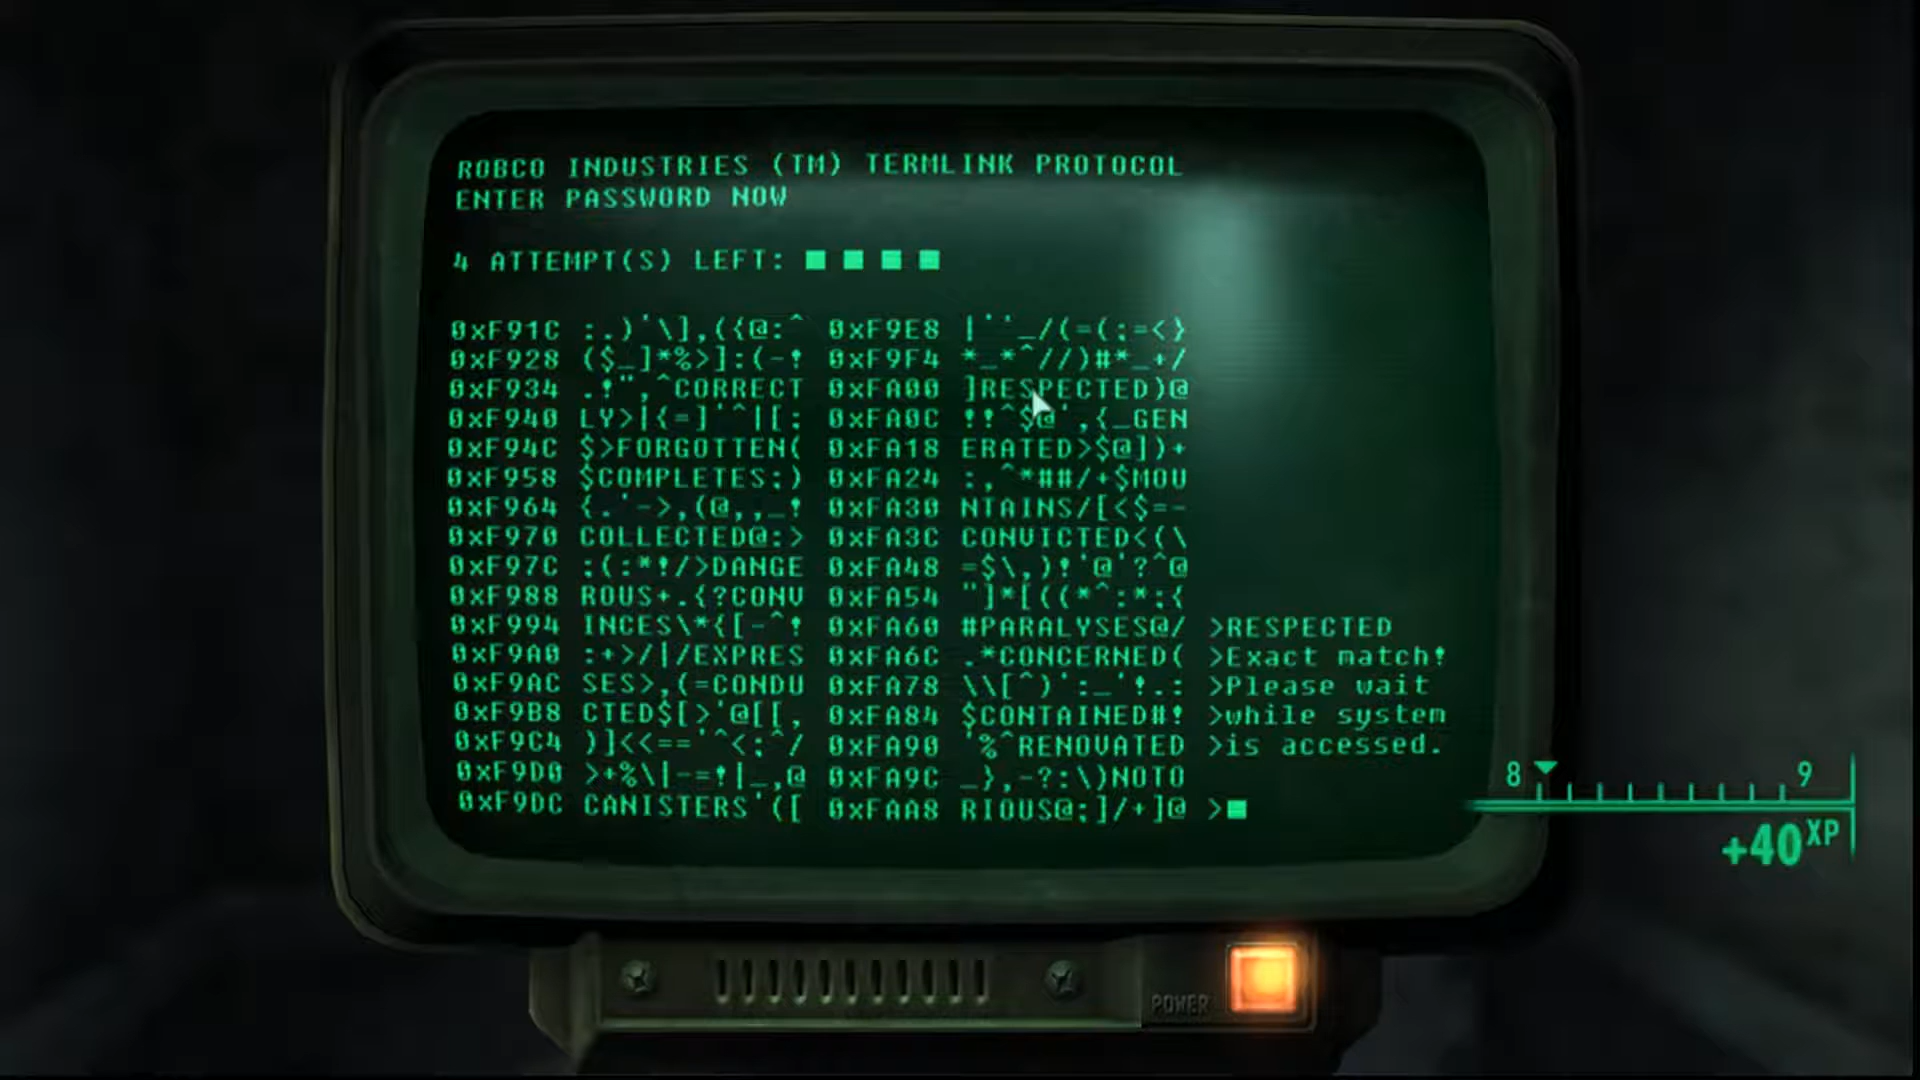 ROBCO INDUSTRIES (TM) TERMLINK PROTOCOL
ENTER PASSWORD NOW
4 ATTEMPT(S) LEFT: ■ ■ ■ ■
0xF91C :.)'\],({@:^ 0xF9E8 |''_/(=(:=<}
0xF928 ($_]*%>]:(-! 0xF9F4 *_*^//)#*_+/
0xF934 .!",^CORRECT 0xFA00 ]RESPECTED)@
0xF940 LY>|{=]'^|[: 0xFA0C !!^$@',{_GEN
0xF94C $>FORGOTTEN( 0xFA18 ERATED>$@])+
0xF958 $COMPLETES;) 0xFA24 :,^*##/+$MOU
0xF964 {.'->,(@,,_! 0xFA30 NTAINS/[<$=-
0xF970 COLLECTED@:> 0xFA3C CONVICTED<(\
0xF97C :(:*!/>DANGE 0xFA48 =$\,)!'@'?^@
0xF988 ROUS+.{?CONV 0xFA54 "]*[((*^:*;{
0xF994 INCES\*{[-^! 0xFA60 #PARALYSES@/ >RESPECTED
0xF9A0 :+>/|/EXPRES 0xFA6C .*CONCERNED( >Exact match!
0xF9AC SES>,(=CONDU 0xFA78 \\[^)':_'!.: >Please wait
0xF9B8 CTED$[>'@[[, 0xFA84 $CONTAINED#! >while system
0xF9C4 )]<<=='^<;^/ 0xFA90 '%^RENOVATED >is accessed.
0xF9D0 >+%\|-=!|_,@ 0xFA9C _},-?:\)NOTO
0xF9DC CANISTERS'([ 0xFAA8 RIOUS@;]/+]@ >■
8 9
+40 XP
POWER